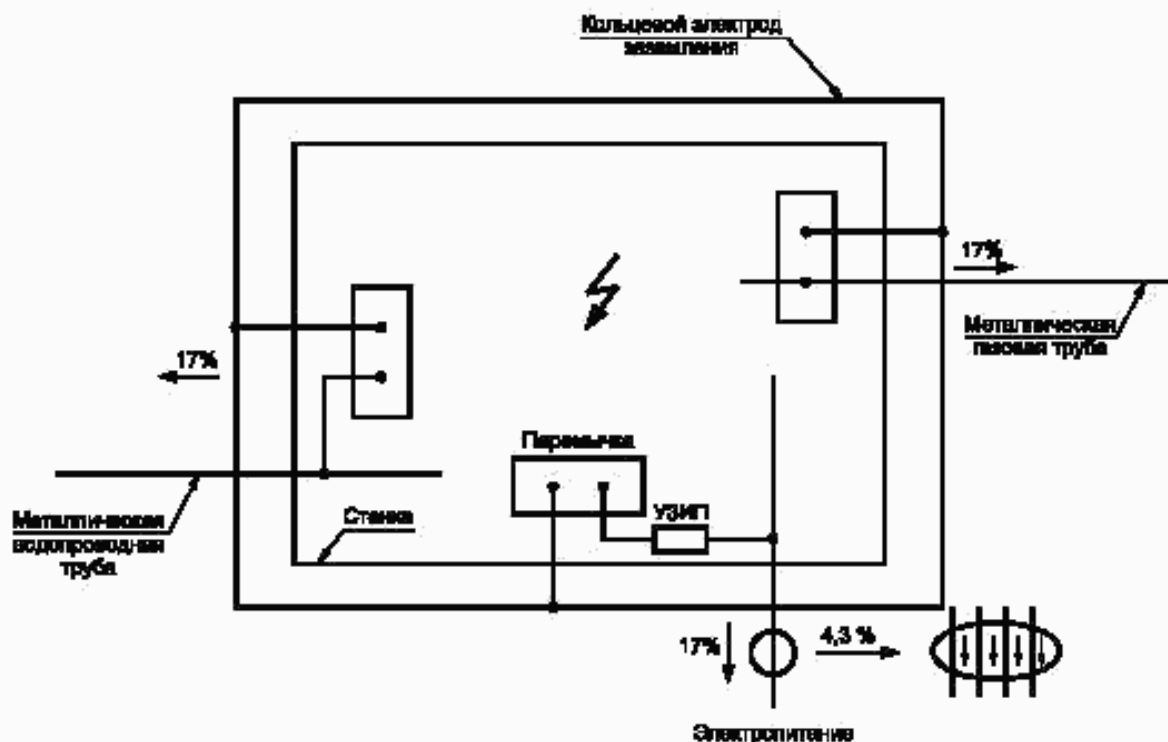 Кольцевой электрод
заземления
17%
Металлическая
газовая труба
17%
Перемычка
УЗИП
Стенка
Металлическая
водопроводная
труба
17%
4,3 %
Электропитание